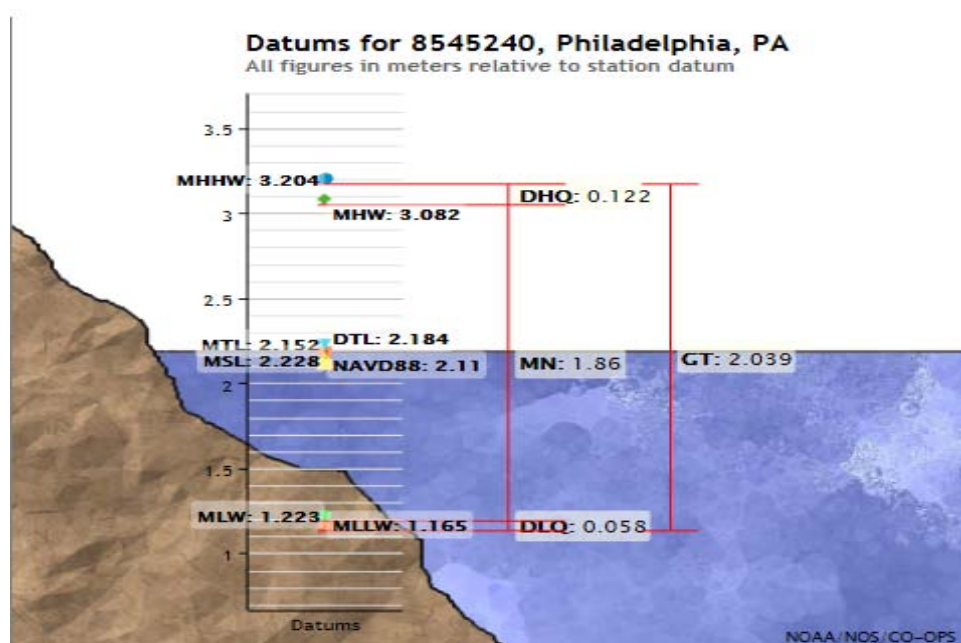 Datums for 8545240, Philadelphia, PA
All figures in meters relative to station datum
3.5
MHHW: 3.204
DHQ: 0.122
3
MHW: 3.082
2.5
MTL: 2.152
DTL: 2.184
MSL: 2.228
NAVD88: 2.11
MN: 1.86
GT: 2.039
2
1.5
MLW: 1.223
MLLW: 1.165
DLQ: 0.058
1
Datums
NOAA/NOS/CO-OPS